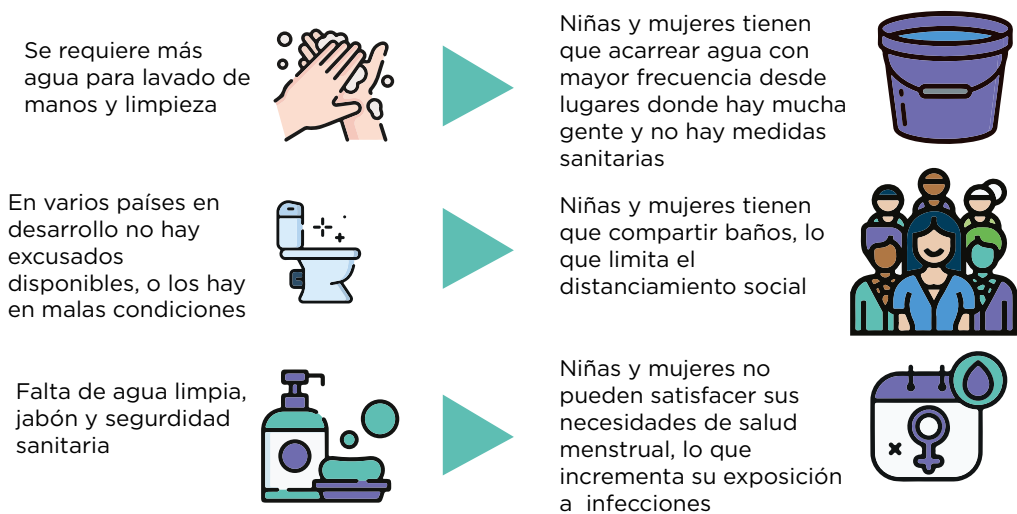 Se requiere más
agua para lavado de
manos y limpieza
Niñas y mujeres tienen
que acarrear agua con
mayor frecuencia desde
lugares donde hay mucha
gente y no hay medidas
sanitarias
En varios países en
desarrollo no hay
excusados
disponibles, o los hay
en malas condiciones
Niñas y mujeres tienen
que compartir baños, lo
que limita el
distanciamiento social
Falta de agua limpia,
jabón y segurdidad
sanitaria
Niñas y mujeres no
pueden satisfacer sus
necesidades de salud
menstrual, lo que
incrementa su exposición
a  infecciones